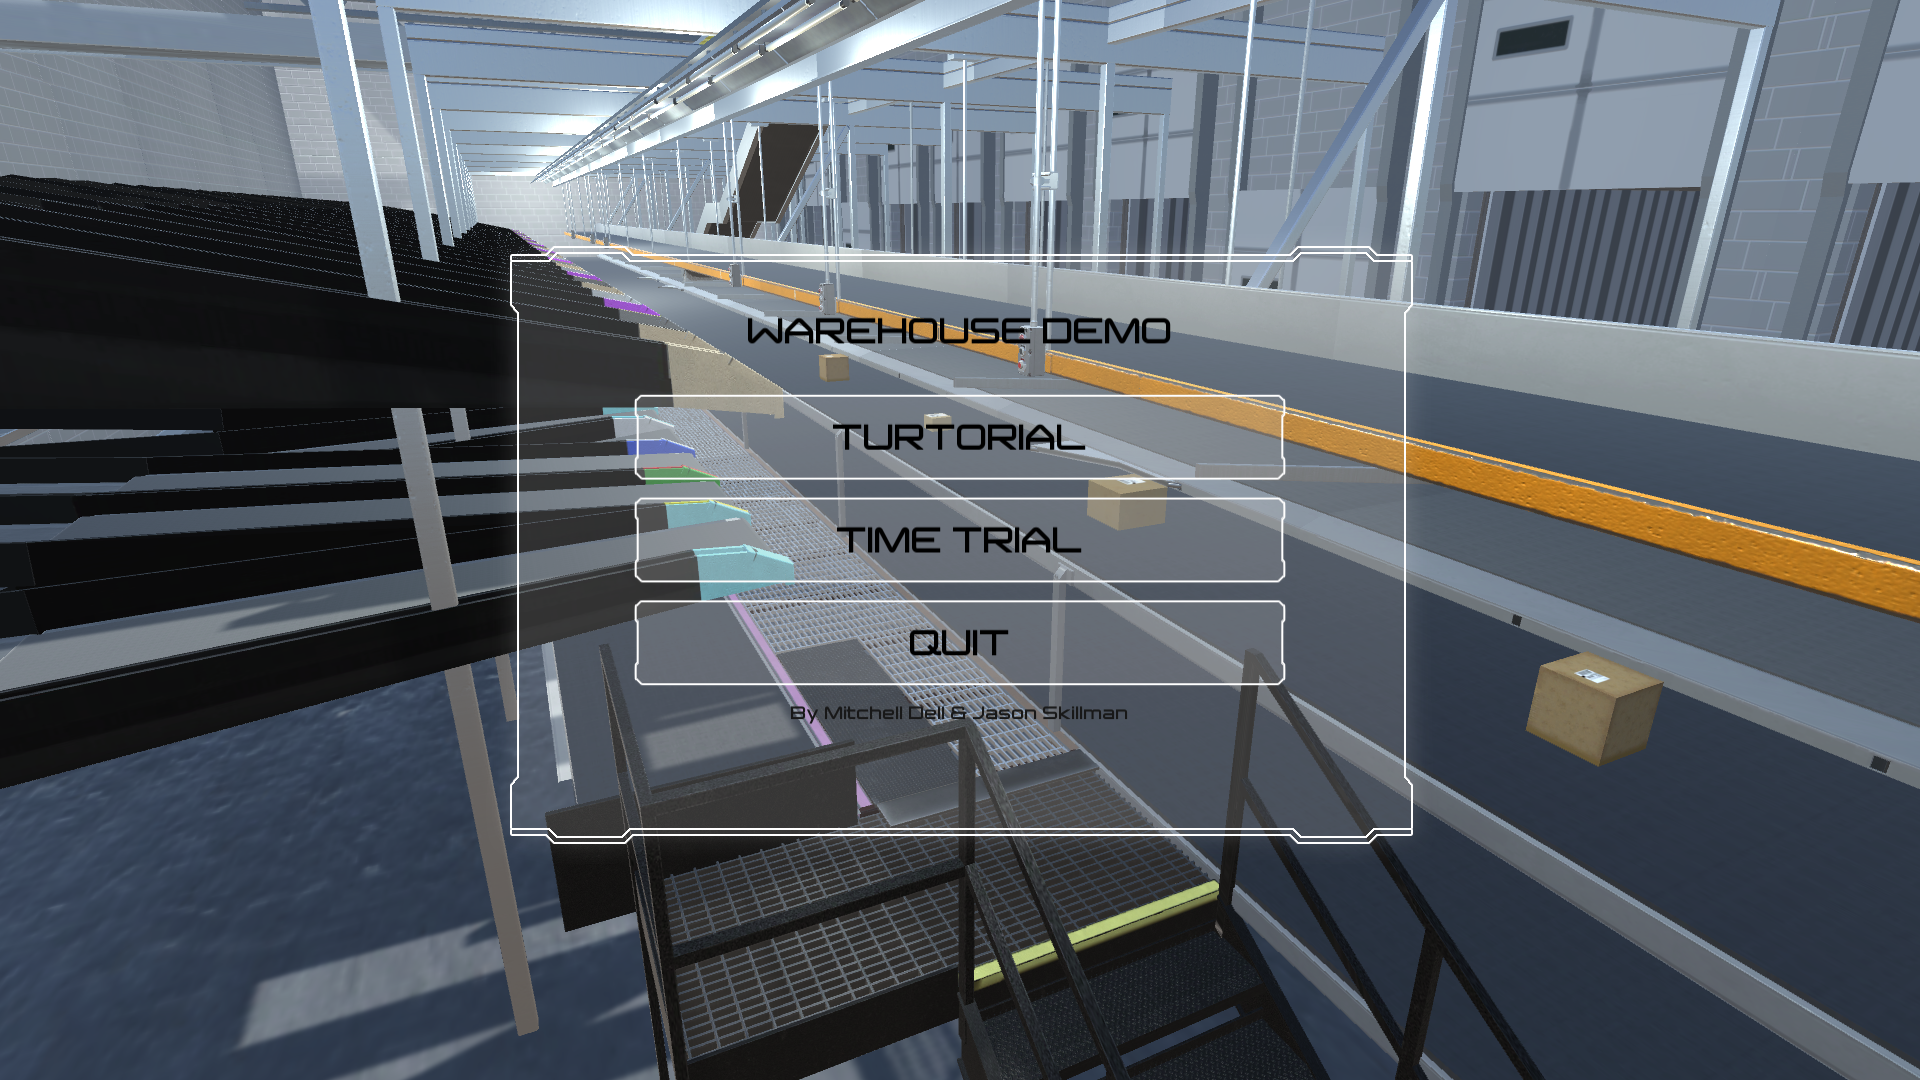 WAREHOUSE DEMO
TURTORIAL
TIME TRIAL
QUIT
By Mitchell Dell & Jason Skillman